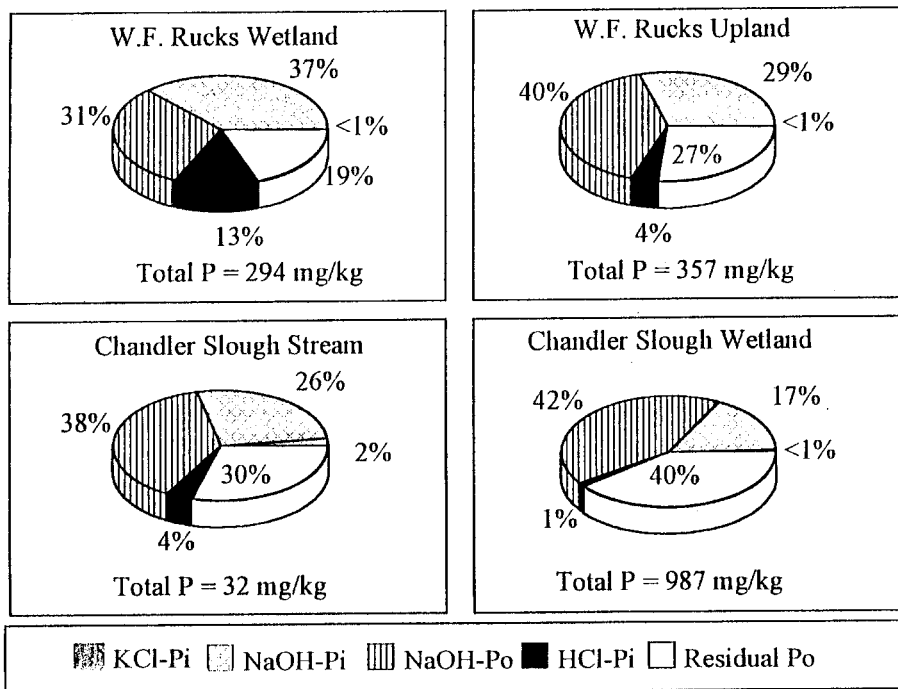 W.F. Rucks Wetland
37%
31%
<1%
19%
13%
Total P = 294 mg/kg
W.F. Rucks Upland
29%
40%
<1%
27%
4%
Total P = 357 mg/kg
Chandler Slough Stream
26%
38%
2%
30%
4%
Total P = 32 mg/kg
Chandler Slough Wetland
17%
42%
<1%
40%
1%
Total P = 987 mg/kg
KCl-Pi NaOH-Pi NaOH-Po HCl-Pi Residual Po